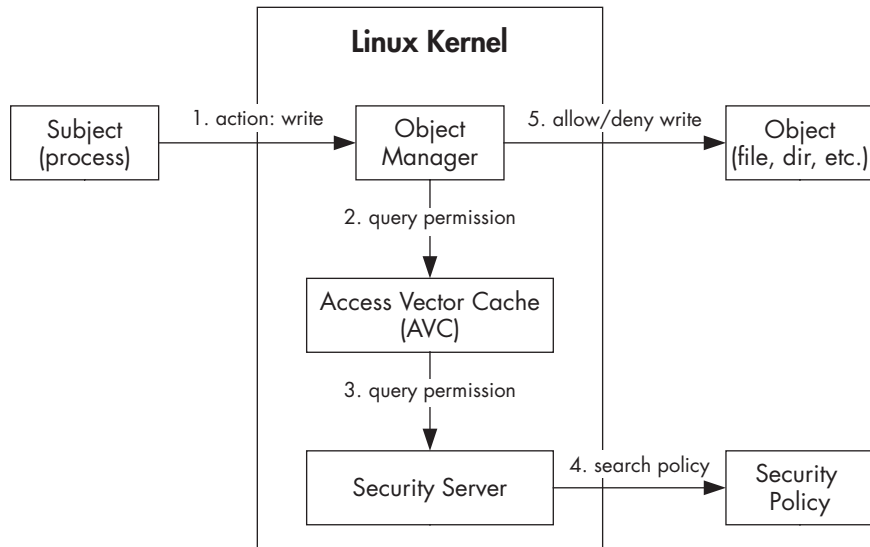 Linux Kernel
Subject
(process)
1. action: write
Object
Manager
5. allow/deny write
Object
(file, dir, etc.)
2. query permission
Access Vector Cache
(AVC)
3. query permission
Security Server
4. search policy
Security
Policy